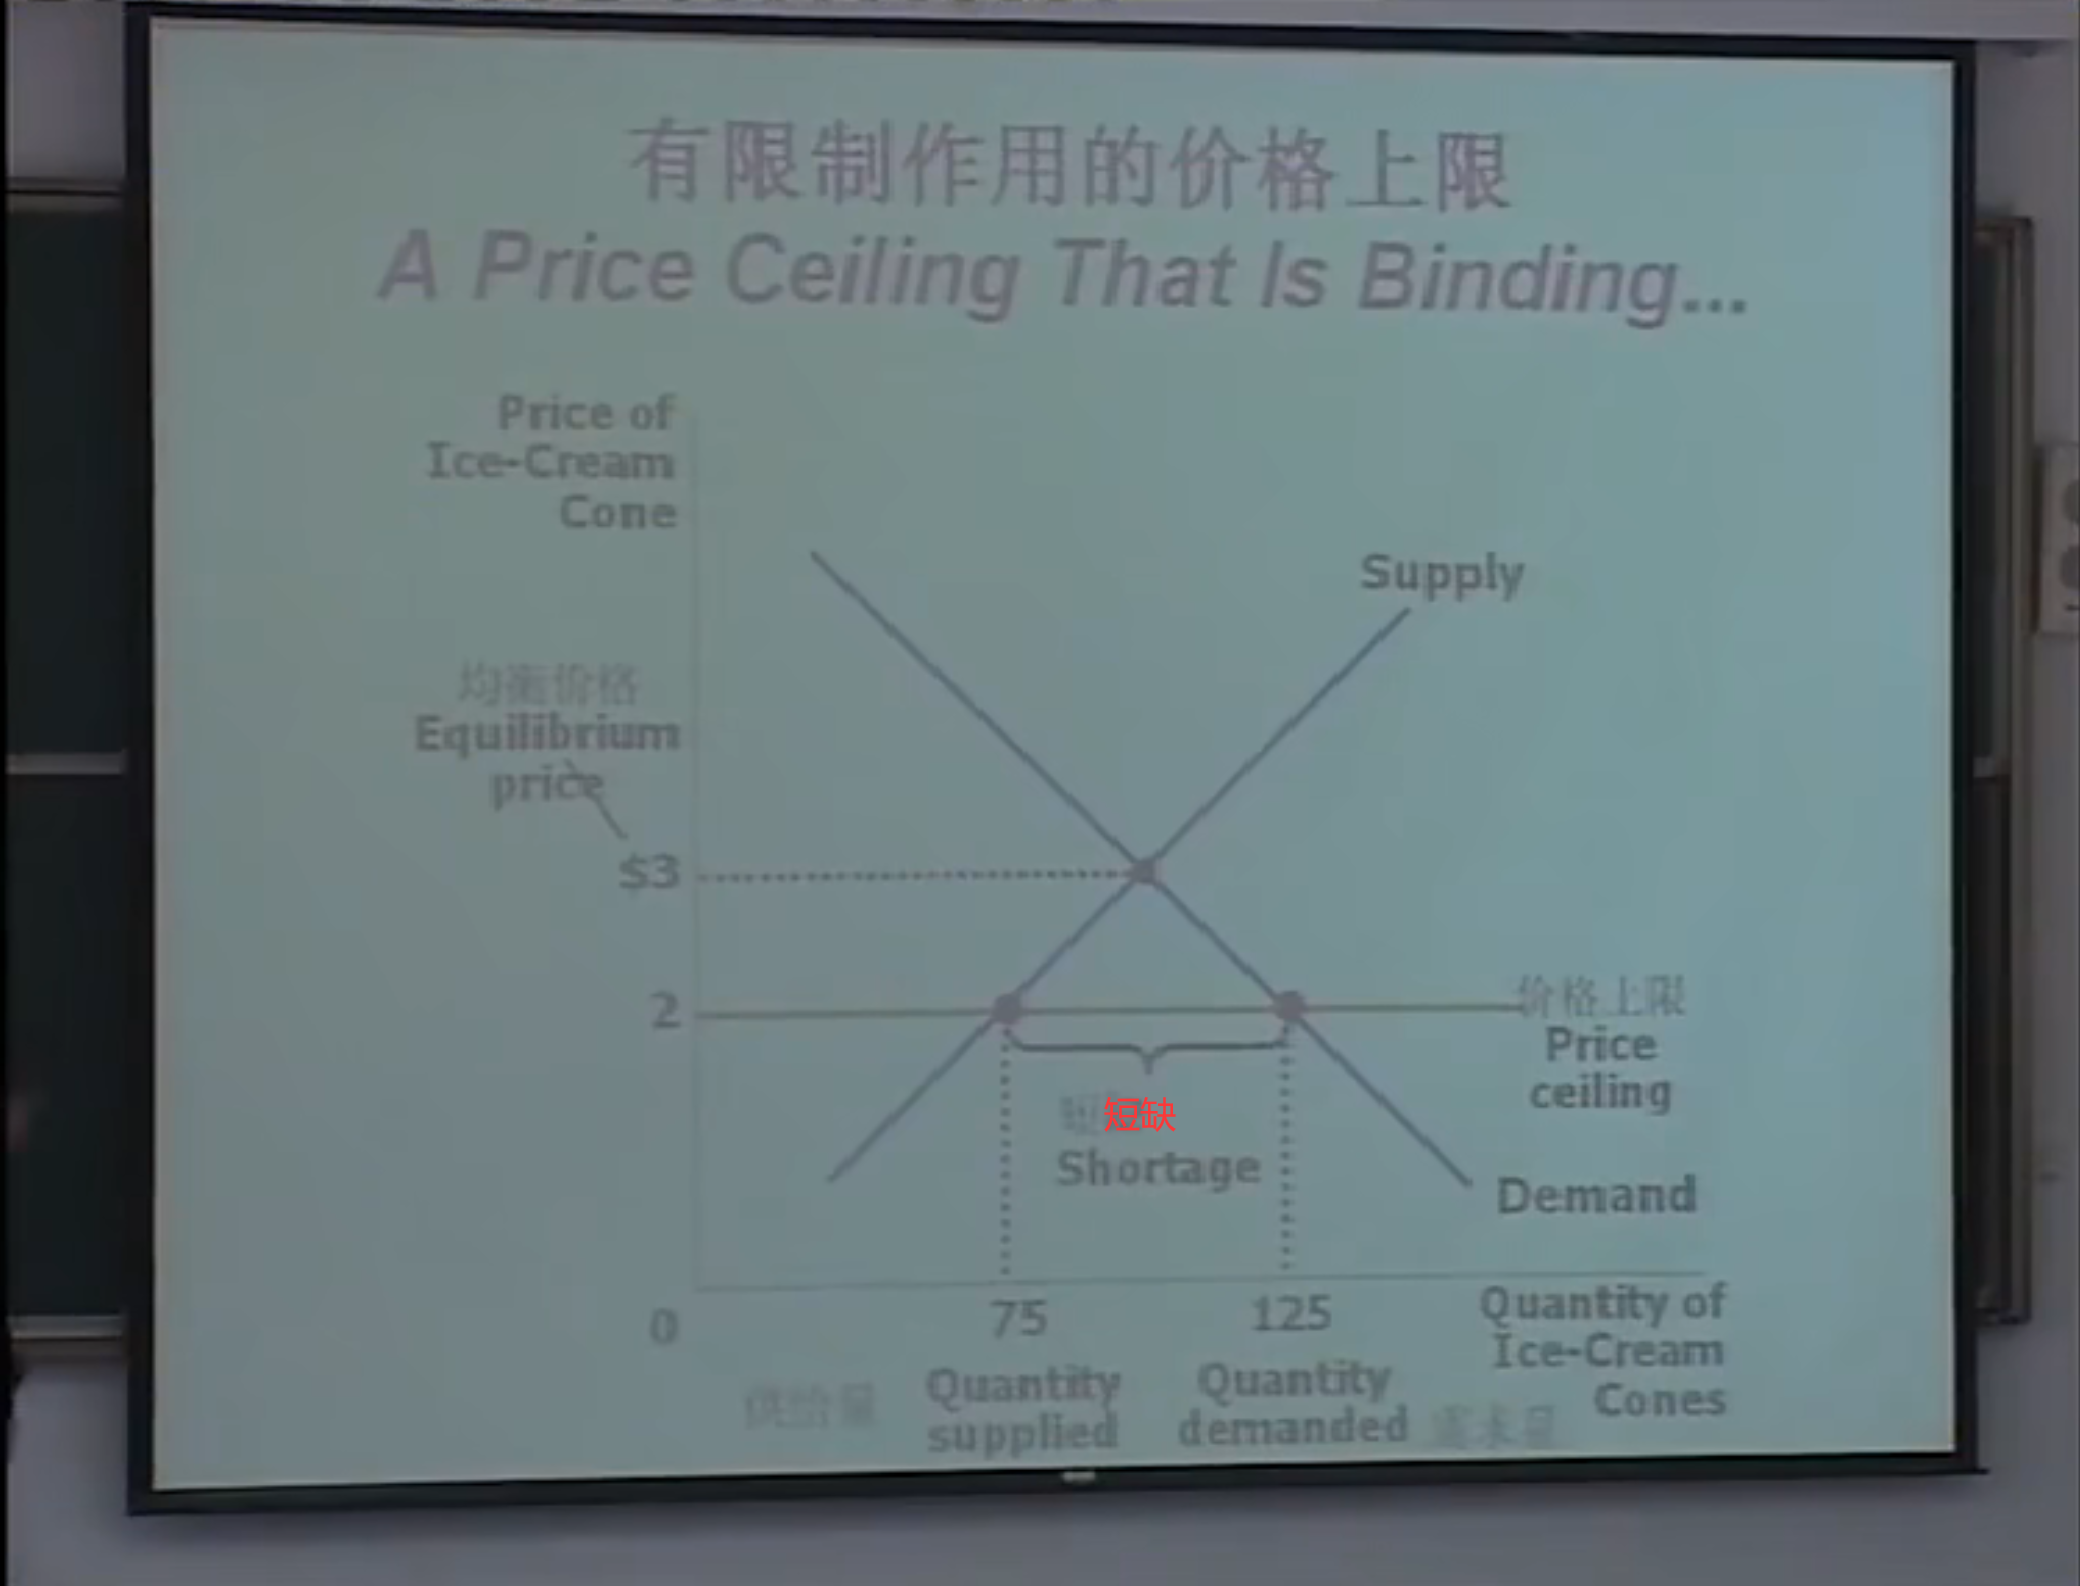 有限制作用的价格上限
A Price Ceiling That Is Binding...
Price of
Ice-Cream
Cone
Supply
均衡价格
Equilibrium
price
$3
2
价格上限
Price
ceiling
短缺
Shortage
Demand
0
75
125
Quantity of
Ice-Cream
Cones
供给量
Quantity
supplied
Quantity
demanded
需求量